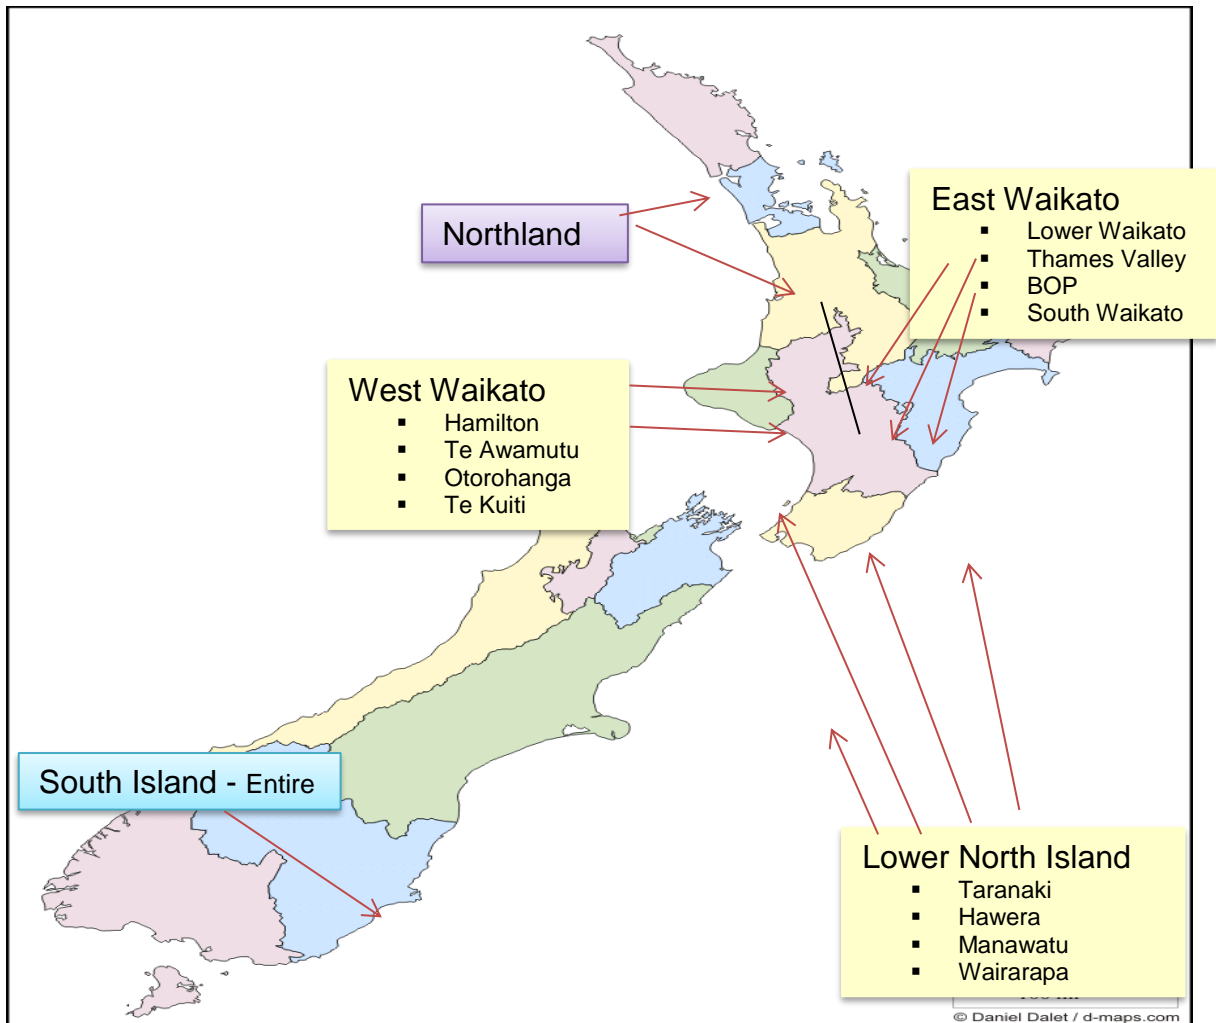 Northland
East Waikato
▪ Lower Waikato
▪ Thames Valley
▪ BOP
▪ South Waikato
West Waikato
▪ Hamilton
▪ Te Awamutu
▪ Otorohanga
▪ Te Kuiti
South Island - Entire
Lower North Island
▪ Taranaki
▪ Hawera
▪ Manawatu
▪ Wairarapa
© Daniel Dalet / d-maps.com